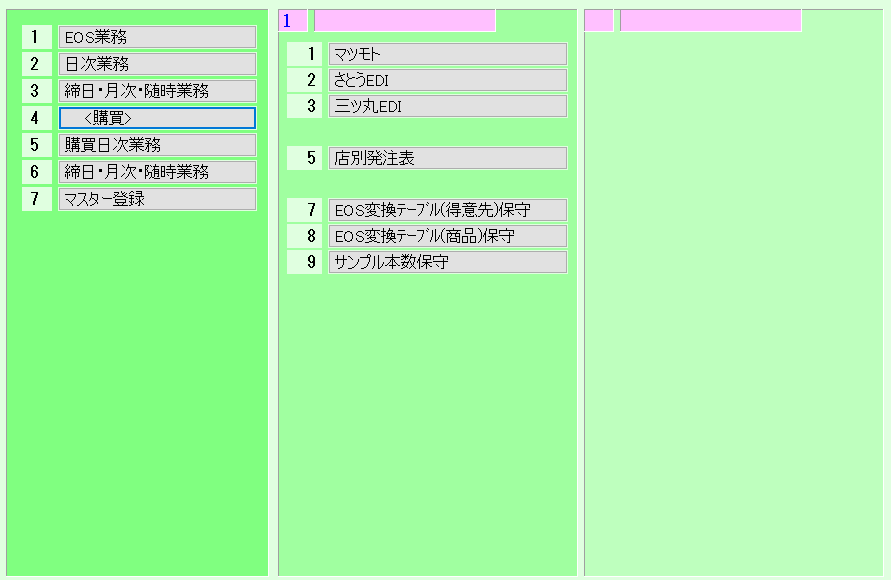 1 EOS業務
2 日次業務
3 締日・月次・随時業務
4 <購買>
5 購買日次業務
6 締日・月次・随時業務
7 マスター登録
1
1 マツモト
2 さとうEDI
3 三ツ丸EDI
5 店別発注表
7 EOS変換テーブル(得意先)保守
8 EOS変換テーブル(商品)保守
9 サンプル本数保守